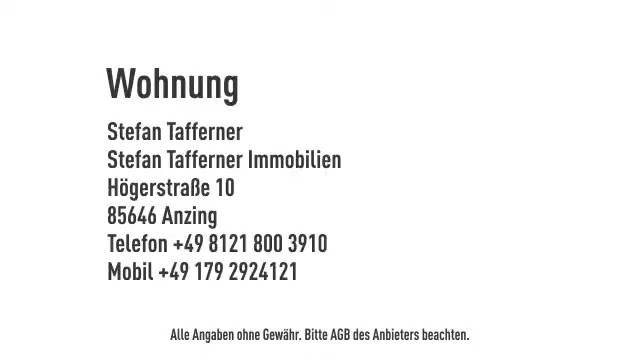 Wohnung
Stefan Tafferner
Stefan Tafferner Immobilien
Högerstraße 10
85646 Anzing
Telefon +49 8121 800 3910
Mobil +49 179 2924121
Alle Angaben ohne Gewähr. Bitte AGB des Anbieters beachten.